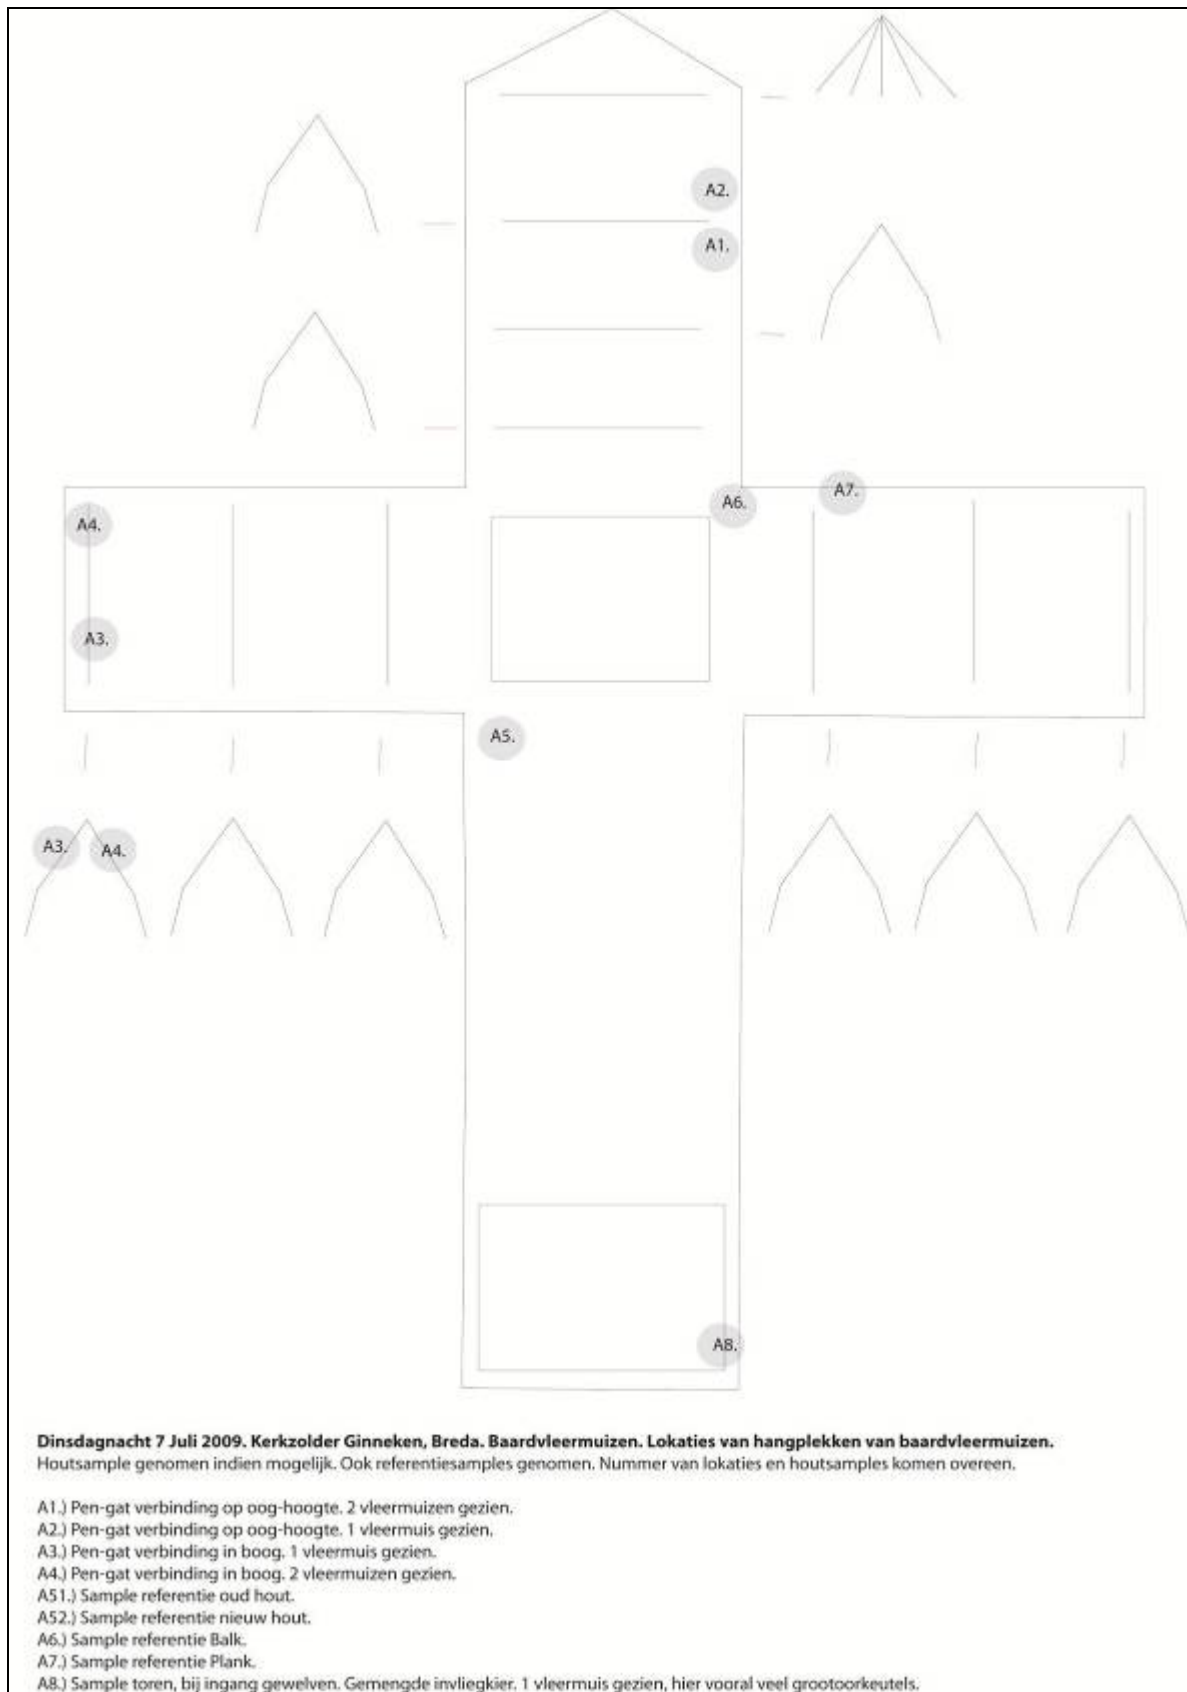 A2.
A1.
A4.
A6.
A7.
A3.
A5.
A3.
A4.
A8.
Dinsdagnacht 7 Juli 2009. Kerkzolder Ginneken, Breda. Baardvleermuizen. Lokaties van hangplekken van baardvleermuizen.
Houtsample genomen indien mogelijk. Ook referentiesamples genomen. Nummer van lokaties en houtsamples komen overeen.
A1.) Pen-gat verbinding op oog-hoogte. 2 vleermuizen gezien.
A2.) Pen-gat verbinding op oog-hoogte. 1 vleermuis gezien.
A3.) Pen-gat verbinding in boog. 1 vleermuis gezien.
A4.) Pen-gat verbinding in boog. 2 vleermuizen gezien.
A51.) Sample referentie oud hout.
A52.) Sample referentie nieuw hout.
A6.) Sample referentie Balk.
A7.) Sample referentie Plank.
A8.) Sample toren, bij ingang gewelven. Gemengde invliegkier. 1 vleermuis gezien, hier vooral veel grootoorkeutels.